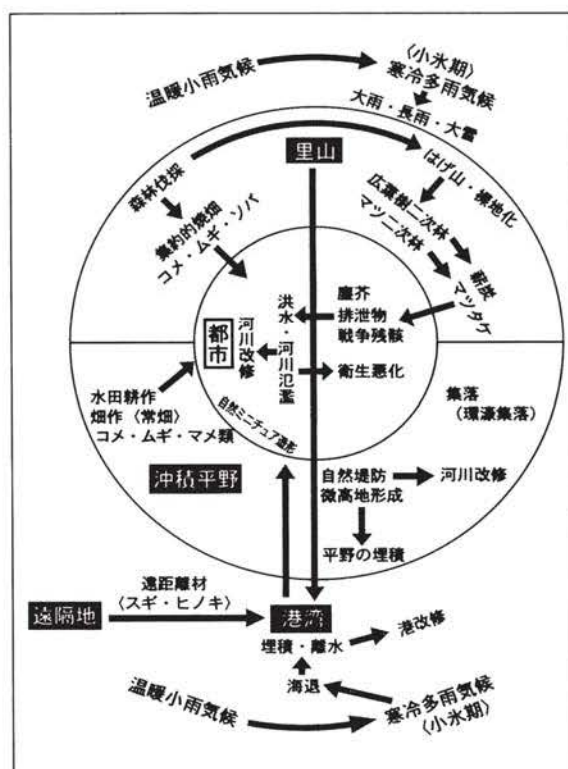 〈小氷期〉
温暖小雨気候
寒冷多雨気候
大雨・長雨・大雪
里山
はげ山・裸地化
森林伐採
集約的焼畑
コメ・ムギ・ソバ
広葉樹二次林
マツ二次林
薪炭
マツタケ
塵芥
排泄物
戦争残骸
洪水・河川氾濫
河川改修
都市
衛生悪化
自然ミニチュア造形
水田耕作
畑作〈常畑〉
コメ・ムギ・マメ類
集落
(環濠集落)
沖積平野
自然堤防
微高地形成
河川改修
平野の埋積
遠距離材
〈スギ・ヒノキ〉
遠隔地
港湾
埋積・離水
港改修
海退
温暖小雨気候
寒冷多雨気候
〈小氷期〉